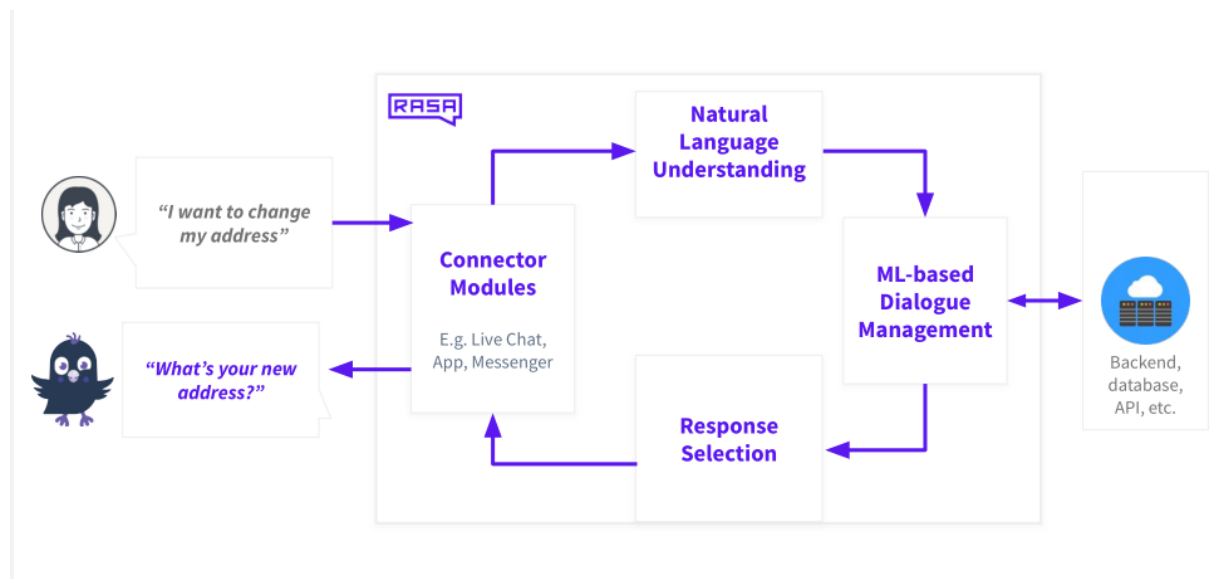 RASA
Natural
Language
Understanding
“I want to change
my address”
Connector
Modules
E.g. Live Chat,
App, Messenger
ML-based
Dialogue
Management
Backend,
database,
API, etc.
“What’s your new
address?”
Response
Selection